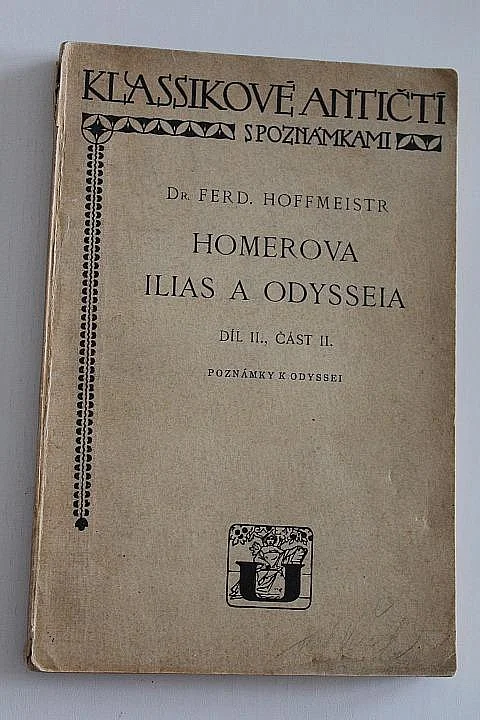 KLASSIKOVÉ ANTIČTÍ
S POZNÁMKAMI
DR. FERD. HOFFMEISTR
HOMEROVA
ILIAS A ODYSSEIA
DÍL II., ČÁST II.
POZNÁMKY K ODYSSEI
U